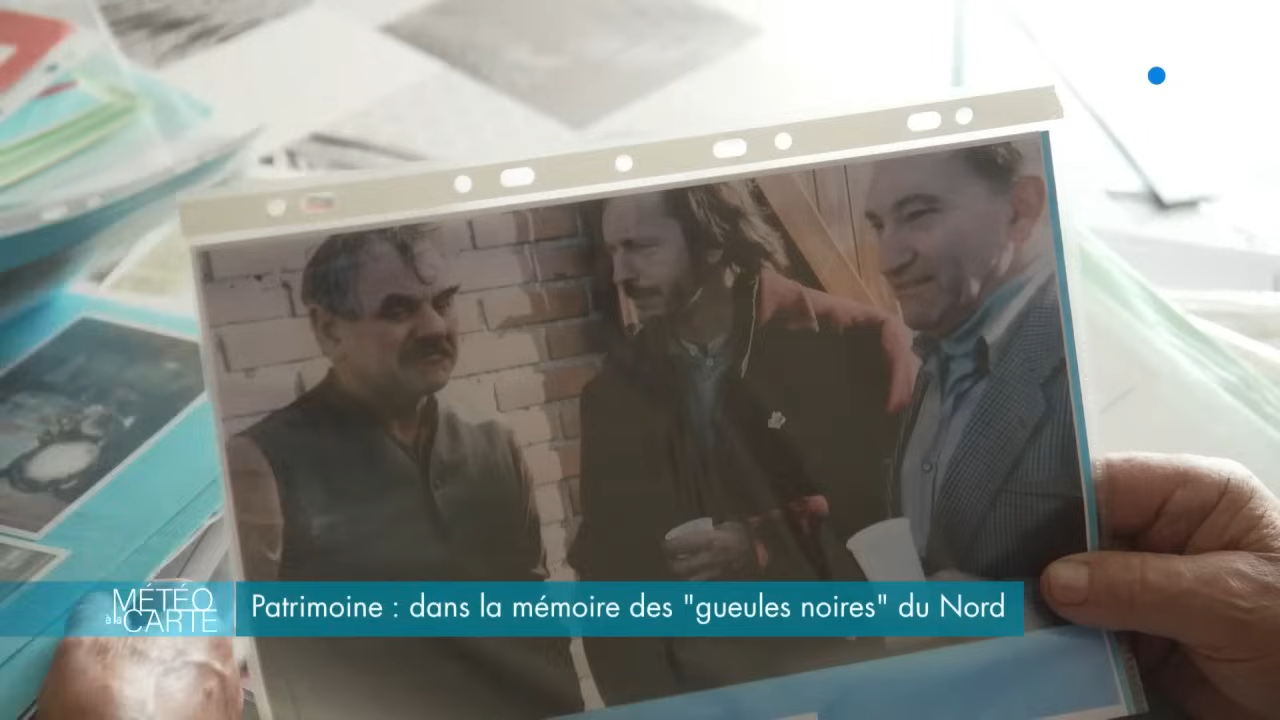 MÉTÉO
à la CARTE
Patrimoine : dans la mémoire des "gueules noires" du Nord